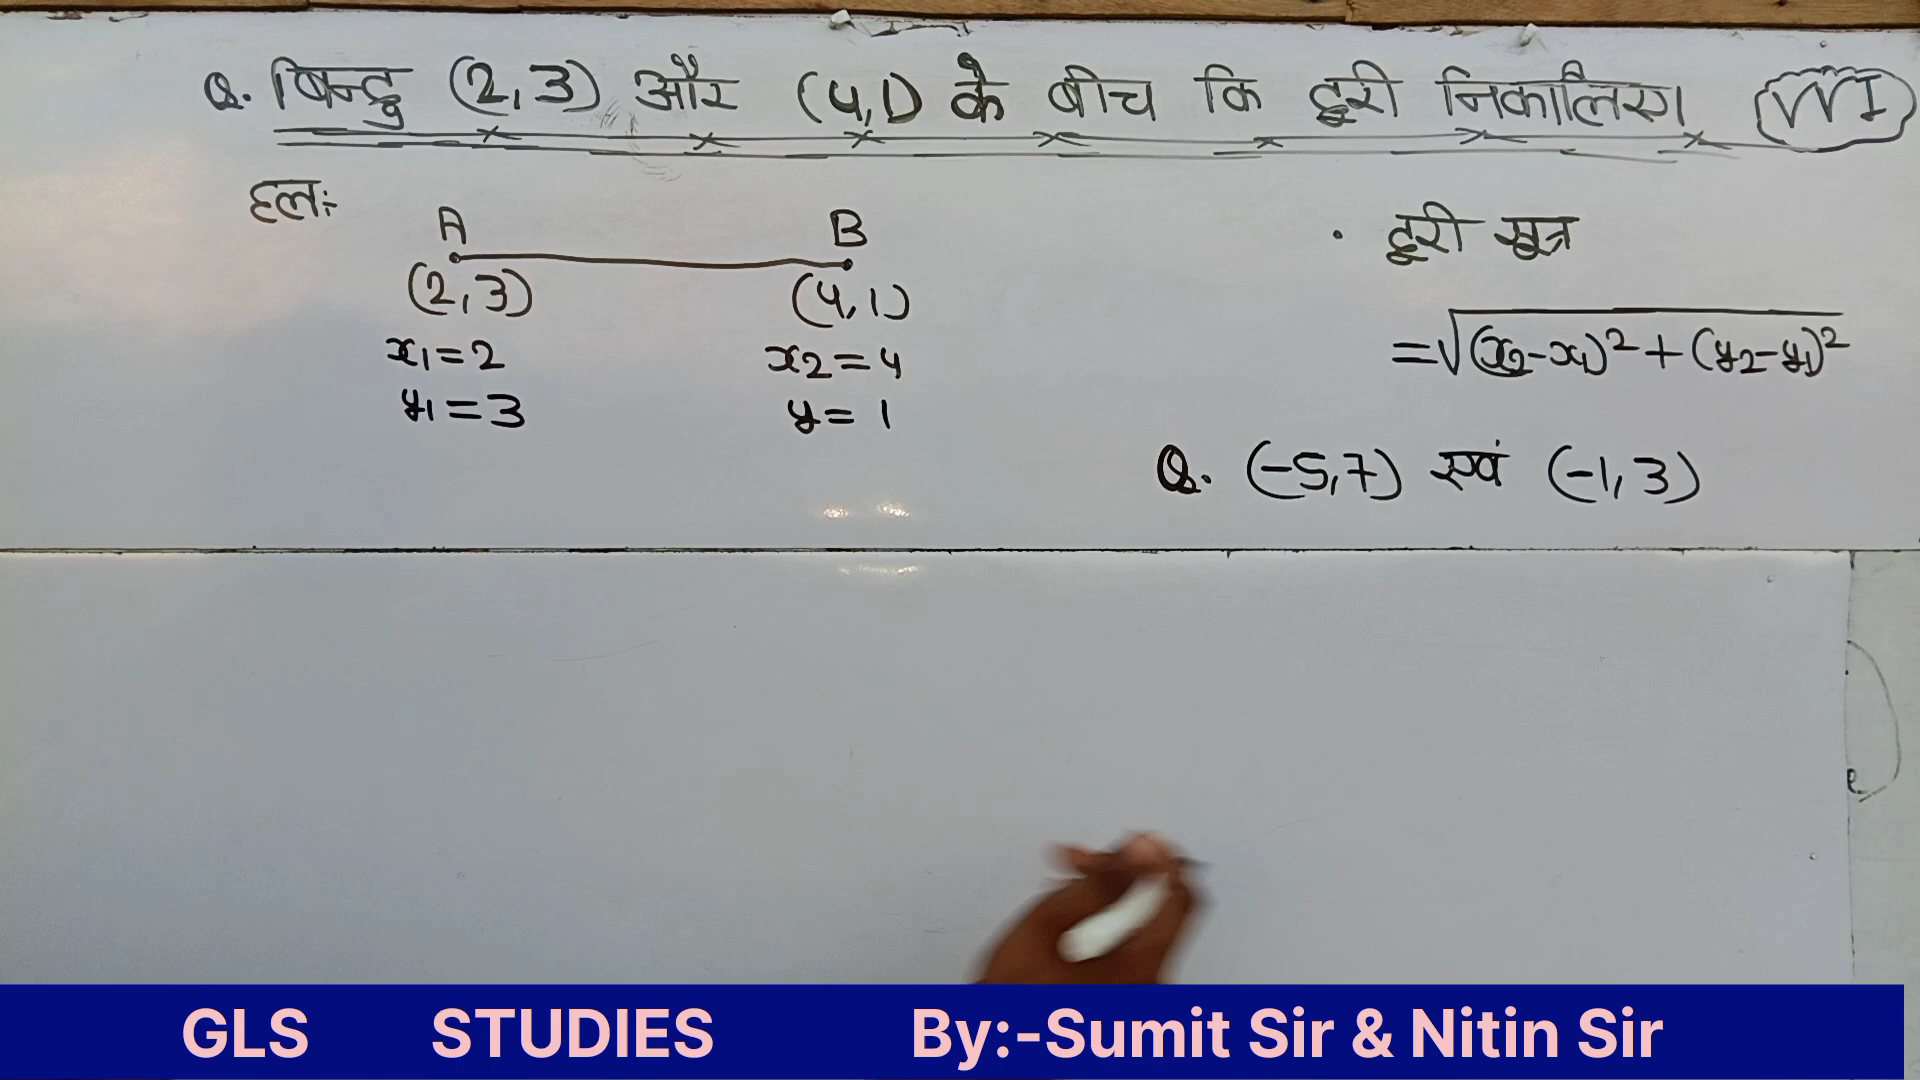 Q. बिन्दु (2,3) और (4,1) के बीच कि दूरी निकालिए। VVI
हलः-
A B
(2,3) (4,1)
x₁=2 x₂=4
y₁=3 y=1
· दूरी सूत्र
=√(x₂-x₁)²+(y₂-y₁)²
Q. (-5,7) एवं (-1,3)
GLS STUDIES By:-Sumit Sir & Nitin Sir